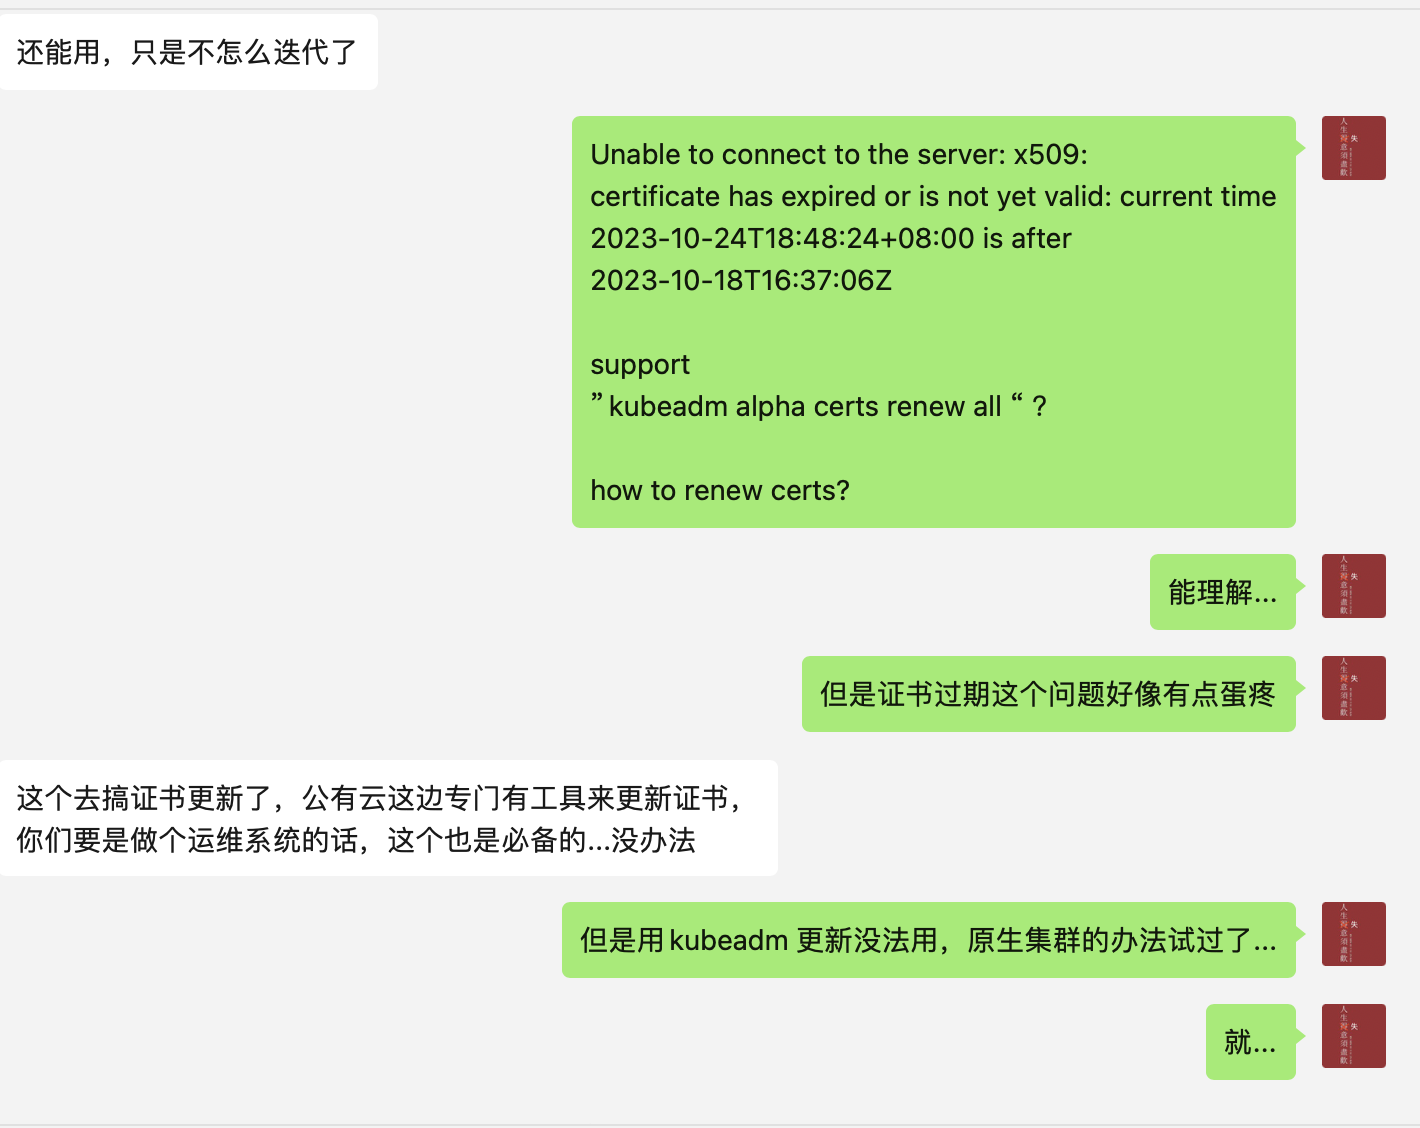 还能用，只是不怎么迭代了
Unable to connect to the server: x509:
certificate has expired or is not yet valid: current time
2023-10-24T18:48:24+08:00 is after
2023-10-18T16:37:06Z
support
”kubeadm alpha certs renew all“ ?
how to renew certs?
能理解...
但是证书过期这个问题好像有点蛋疼
这个去搞证书更新了，公有云这边专门有工具来更新证书，
你们要是做个运维系统的话，这个也是必备的...没办法
但是用kubeadm 更新没法用，原生集群的办法试过了...
就...